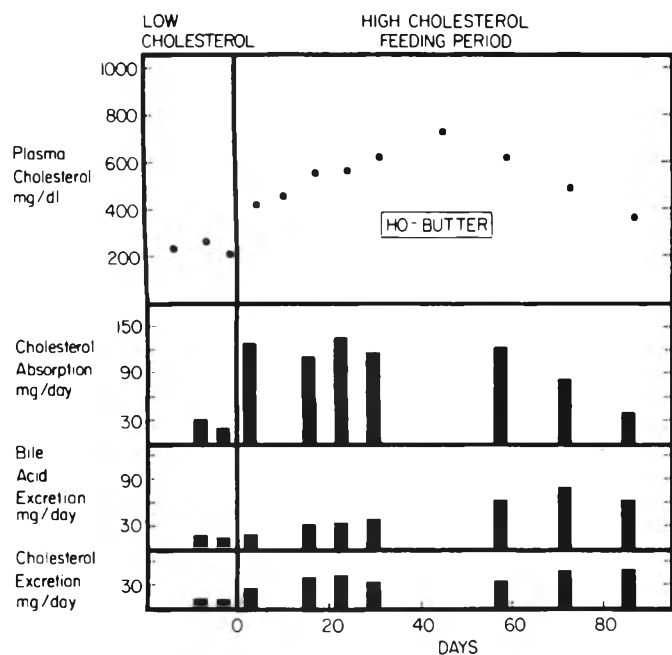 LOW
CHOLESTEROL
HIGH CHOLESTEROL
FEEDING PERIOD
Plasma
Cholesterol
mg/dl
1000
800
600
400
200
HO-BUTTER
Cholesterol
Absorption
mg/day
150
90
30
Bile
Acid
Excretion
mg/day
90
30
Cholesterol
Excretion
mg/day
30
0 20 40 60 80
DAYS